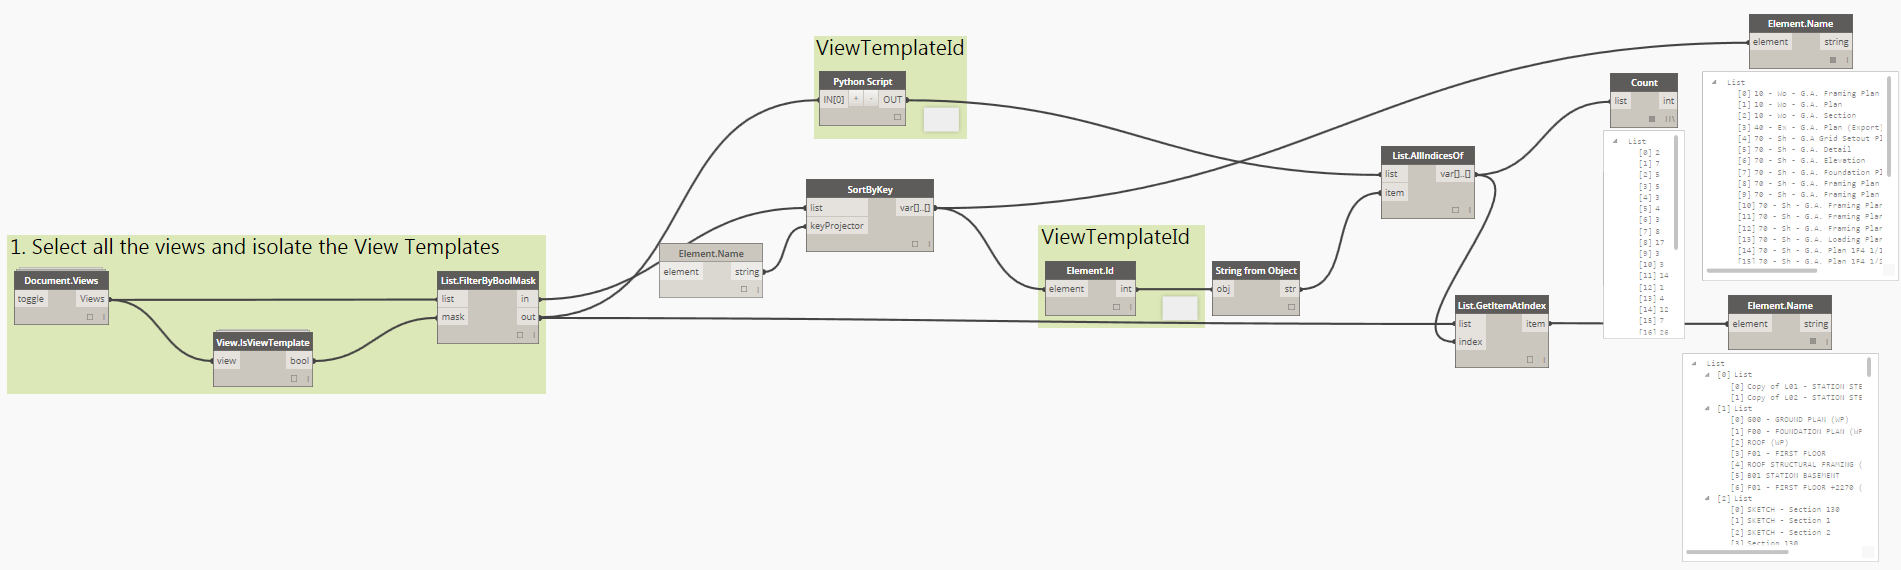 1. Select all the views and isolate the View Templates
Document.Views
toggle
Views
View.IsViewTemplate
view
bool
List.FilterByBoolMask
list
in
mask
out
Element.Name
element
string
ViewTemplateId
Python Script
IN[0]
+
-
OUT
SortByKey
list
var[]..[]
keyProjector
ViewTemplateId
Element.Id
element
int
String from Object
obj
str
List.AllIndicesOf
list
var[]..[]
item
List.GetItemAtIndex
list
item
index
Count
list
int
List
[0] 2
[1] 7
[2] 5
[3] 5
[4] 3
[5] 4
[6] 3
[7] 8
[8] 17
[9] 3
[10] 3
[11] 14
[12] 1
[13] 4
[14] 12
[15] 7
[16] 26
Element.Name
element
string
List
[0] 10 - Wo - G.A. Framing Plan
[1] 10 - Wo - G.A. Plan
[2] 10 - Wo - G.A. Section
[3] 40 - Ex - G.A. Plan (Export)
[4] 70 - Sh - G.A Grid Setout Pl
[5] 70 - Sh - G.A. Detail
[6] 70 - Sh - G.A. Elevation
[7] 70 - Sh - G.A. Foundation Pl
[8] 70 - Sh - G.A. Framing Plan
[9] 70 - Sh - G.A. Framing Plan
[10] 70 - Sh - G.A. Framing Plan
[11] 70 - Sh - G.A. Framing Plan
[12] 70 - Sh - G.A. Framing Plan
[13] 70 - Sh - G.A. Loading Plan
[14] 70 - Sh - G.A. Plan 1F4 1/1
[15] 70 - Sh - G.A. Plan 1F4 1/2
Element.Name
element
string
List
[0] List
[0] Copy of L01 - STATION STE
[1] Copy of L02 - STATION STE
[1] List
[0] G00 - GROUND PLAN (WP)
[1] F00 - FOUNDATION PLAN (WP
[2] ROOF (WP)
[3] F01 - FIRST FLOOR
[4] ROOF STRUCTURAL FRAMING (
[5] B01 STATION BASEMENT
[6] F01 - FIRST FLOOR +2270 (
[2] List
[0] SKETCH - Section 130
[1] SKETCH - Section 1
[2] SKETCH - Section 2
[3] Section 130